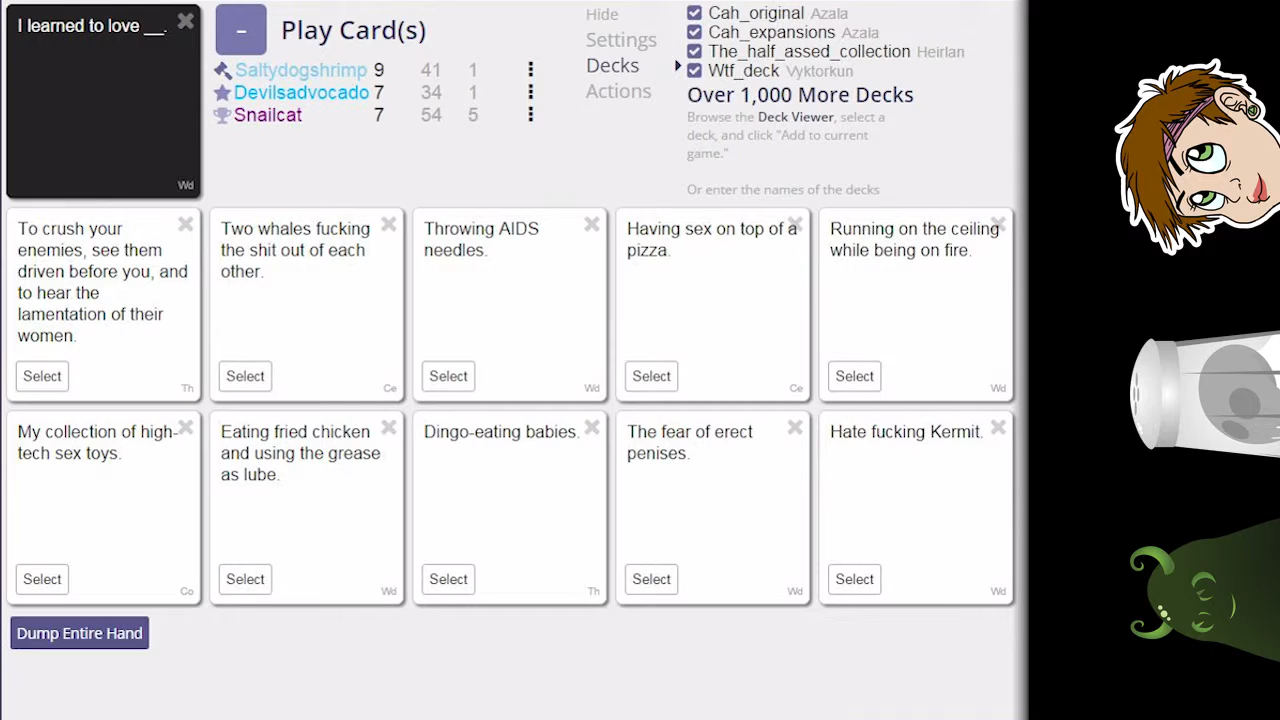 I learned to love __.
Wd
-
Play Card(s)
Saltydogshrimp 9 41 1
Devilsadvocado 7 34 1
Snailcat 7 54 5
Hide
Settings
Decks
Actions
Cah_original Azala
Cah_expansions Azala
The_half_assed_collection Heirlan
Wtf_deck Vyktorkun
Over 1,000 More Decks
Browse the Deck Viewer, select a
deck, and click "Add to current
game."
Or enter the names of the decks
To crush your
enemies, see them
driven before you, and
to hear the
lamentation of their
women.
Select
Th
Two whales fucking
the shit out of each
other.
Select
Ce
Throwing AIDS
needles.
Select
Wd
Having sex on top of a
pizza.
Select
Ce
Running on the ceiling
while being on fire.
Select
Wd
My collection of high-
tech sex toys.
Select
Co
Eating fried chicken
and using the grease
as lube.
Select
Wd
Dingo-eating babies.
Select
Th
The fear of erect
penises.
Select
Wd
Hate fucking Kermit.
Select
Wd
Dump Entire Hand